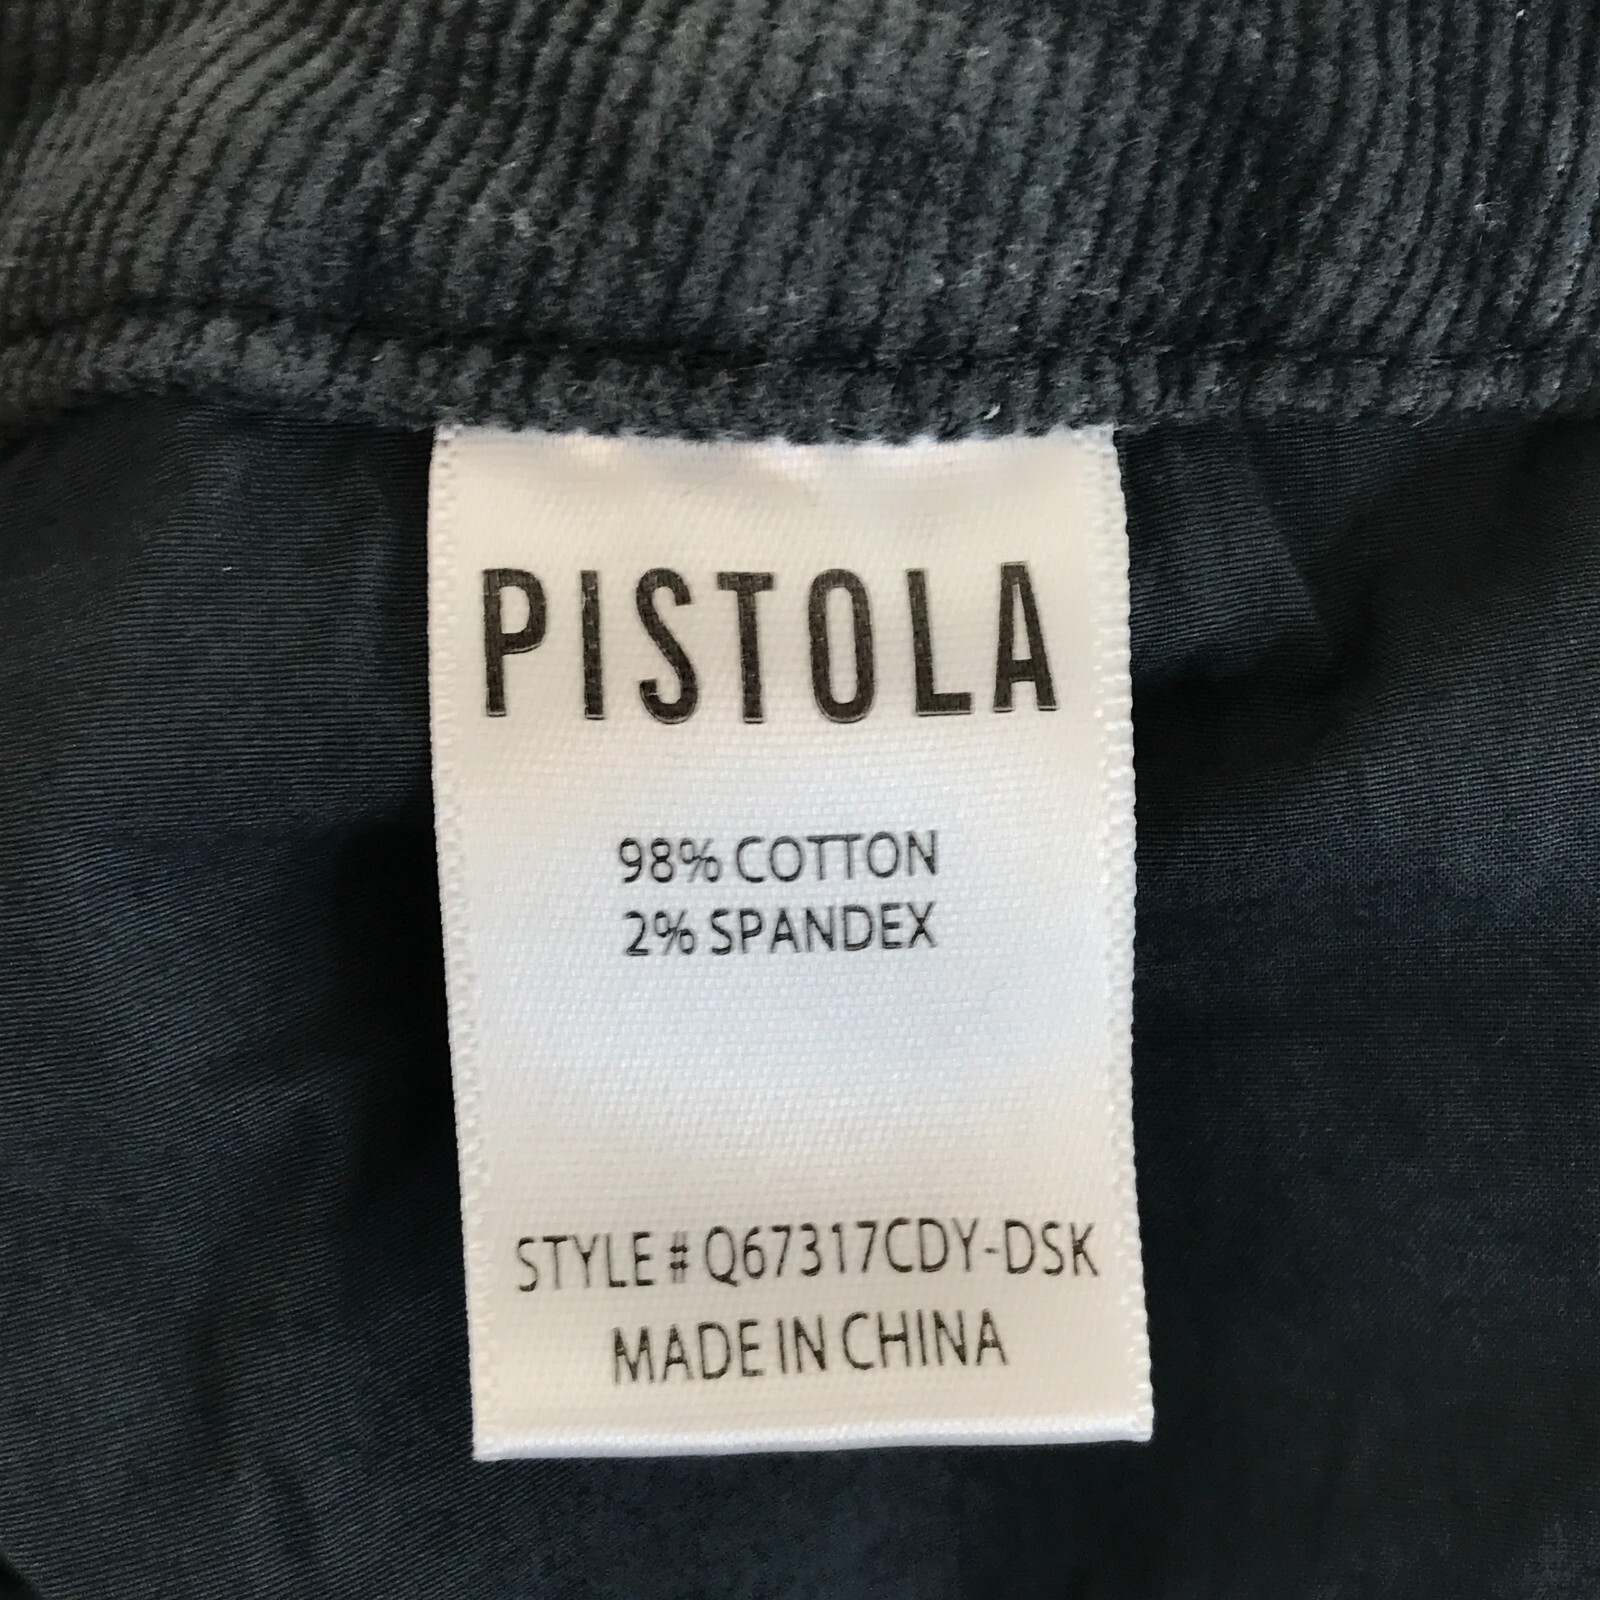 PISTOLA
98% COTTON
2% SPANDEX
STYLE # Q67317CDY-DSK
MADE IN CHINA